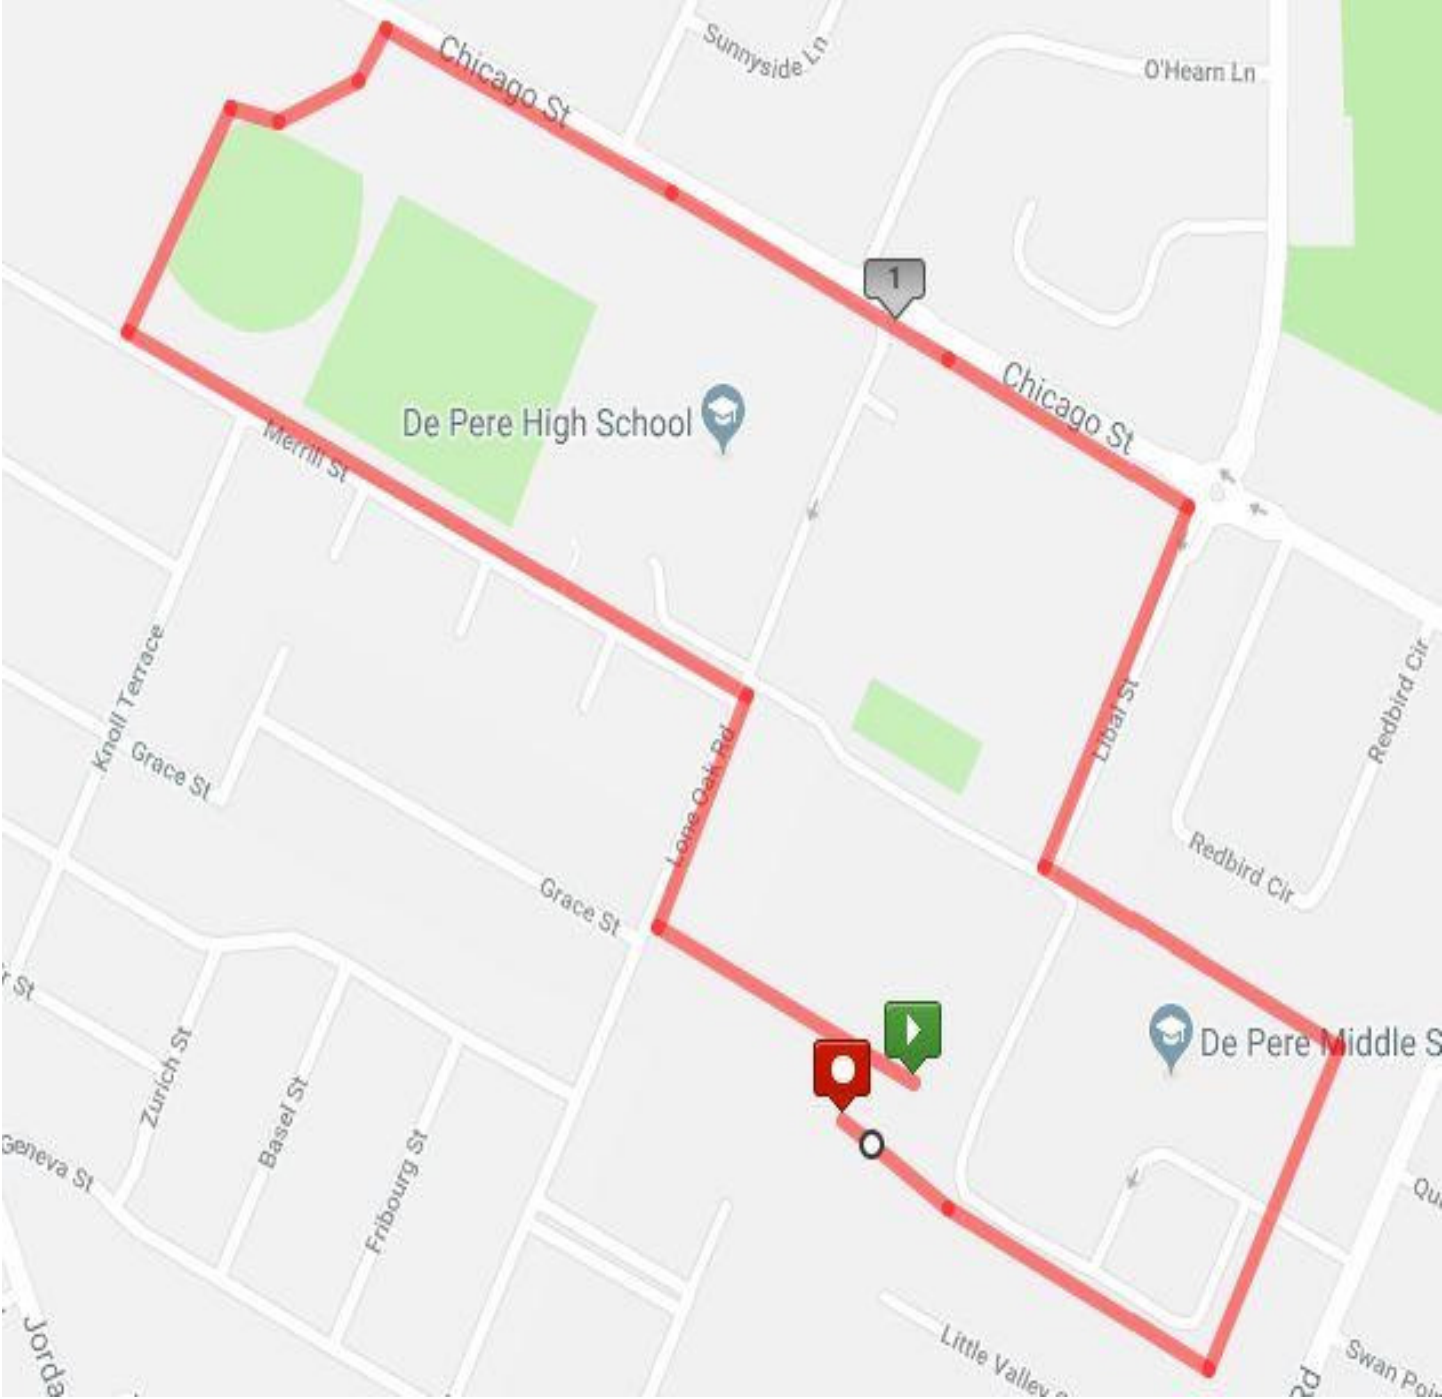 Sunnyside Ln
O'Hearn Ln
Chicago St
1
Chicago St
De Pere High School
Merrill St
Libal St
Redbird Cir
Knoll Terrace
Grace St
Lone Oak Rd
Redbird Cir
Grace St
r St
De Pere Middle S
Zurich St
Basel St
Fribourg St
Geneva St
Qu
Little Valley
Swan Poi
Jorda
Rd